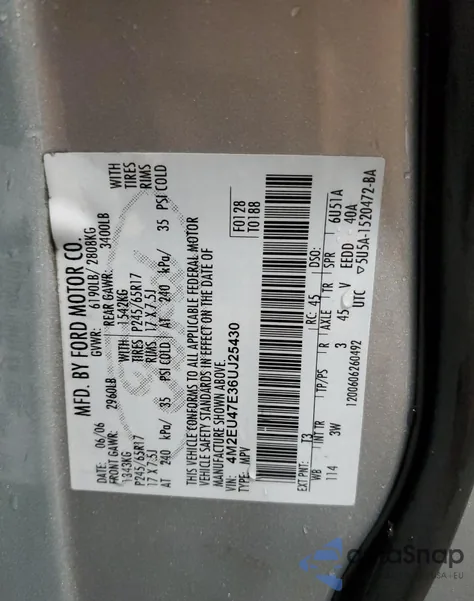 MFD. BY FORD MOTOR CO.
DATE: 06/06 GVWR: 6190LB/ 2808KG
FRONT GAWR: 2960LB REAR GAWR: 3400LB
1343KG WITH 1542KG WITH
P245/65R17 TIRES P245/65R17 TIRES
17 X 7.5J RIMS 17 X 7.5J RIMS
AT 240 kPa/ 35 PSI COLD AT 240 kPa/ 35 PSI COLD
THIS VEHICLE CONFORMS TO ALL APPLICABLE FEDERAL MOTOR
VEHICLE SAFETY STANDARDS IN EFFECT ON THE DATE OF
MANUFACTURE SHOWN ABOVE.
VIN: 4M2EU47E36UJ25430
TYPE: MPV
F0128
T0188
EXT PNT: T3 RC: 45 DSO:
WB INT TR TP/PS R AXLE TR SPR 6U51A
114 3W 3 45 V EEDD 40A
UTC ▽5U5A-1520472-BA
1200606260492